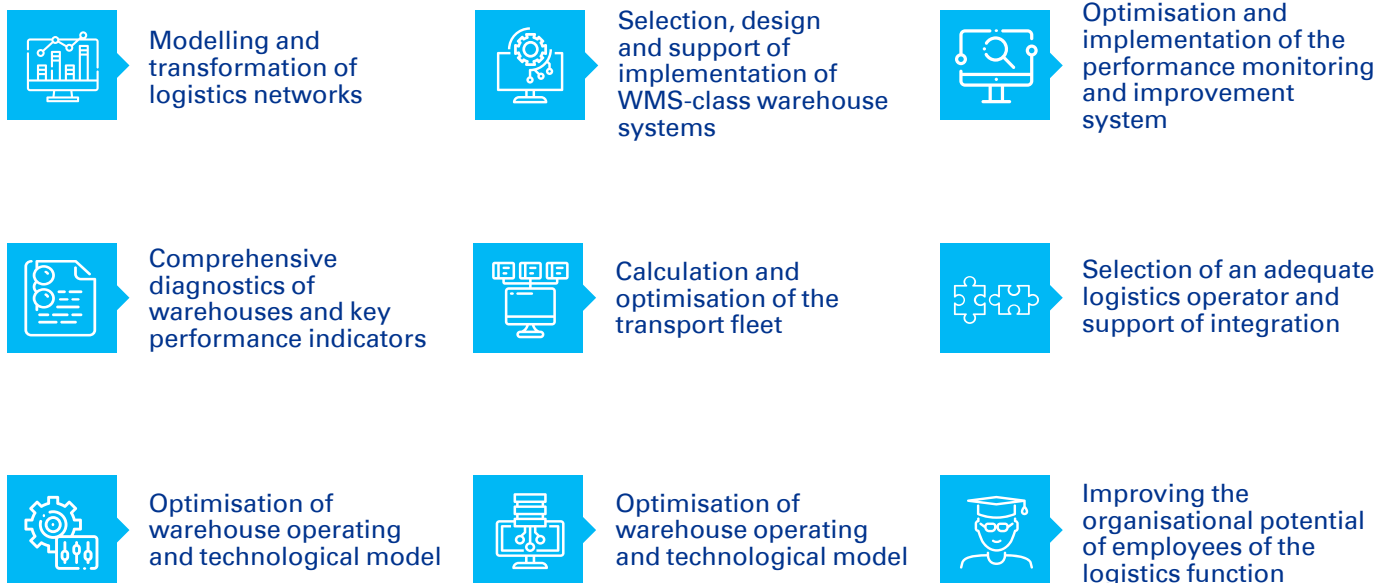 Modelling and
transformation of
logistics networks
Selection, design
and support of
implementation of
WMS-class warehouse
systems
Optimisation and
implementation of the
performance monitoring
and improvement
system
Comprehensive
diagnostics of
warehouses and key
performance indicators
Calculation and
optimisation of the
transport fleet
Selection of an adequate
logistics operator and
support of integration
Optimisation of
warehouse operating
and technological model
Optimisation of
warehouse operating
and technological model
Improving the
organisational potential
of employees of the
logistics function